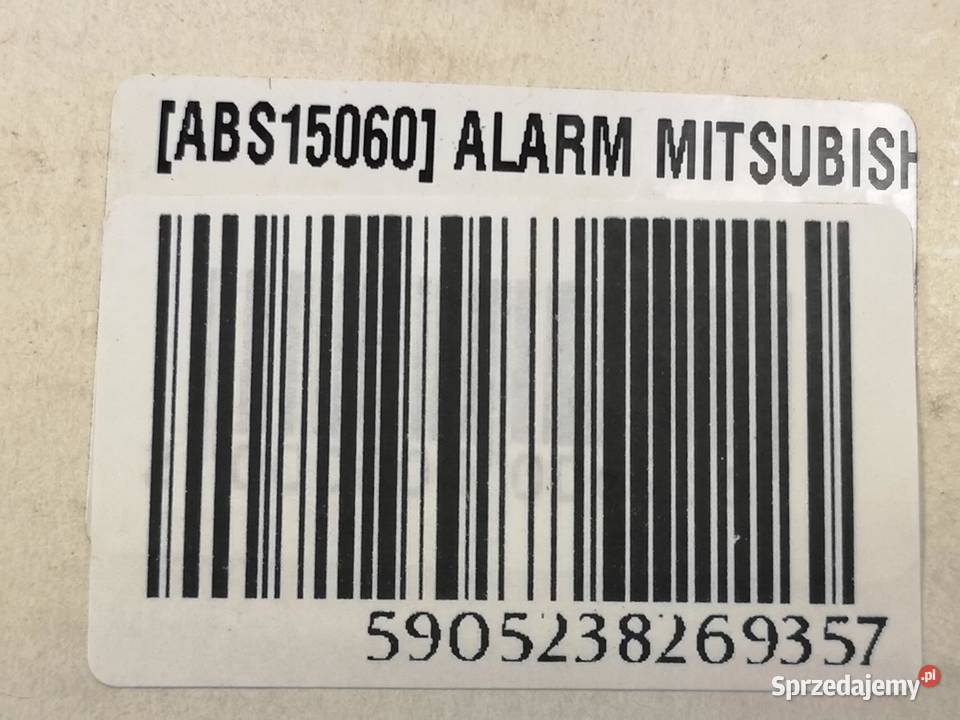 [ABS15060] ALARM MITSUBISH
5905238269357
Sprzedajemy.pl